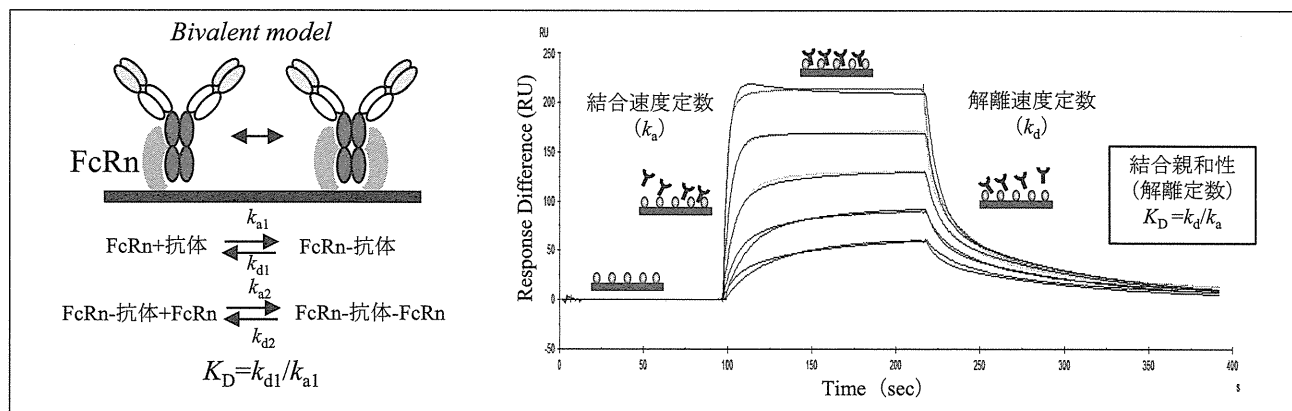 Bivalent model
FcRn
k_a1
FcRn+抗体 FcRn-抗体
k_d1
k_a2
FcRn-抗体+FcRn FcRn-抗体-FcRn
k_d2
K_D=k_d1/k_a1
RU
Response Difference (RU)
250
200
150
100
50
0
-50
0 50 100 150 200 250 300 350 400
s
Time (sec)
結合速度定数
(k_a)
解離速度定数
(k_d)
結合親和性
(解離定数)
K_D=k_d/k_a